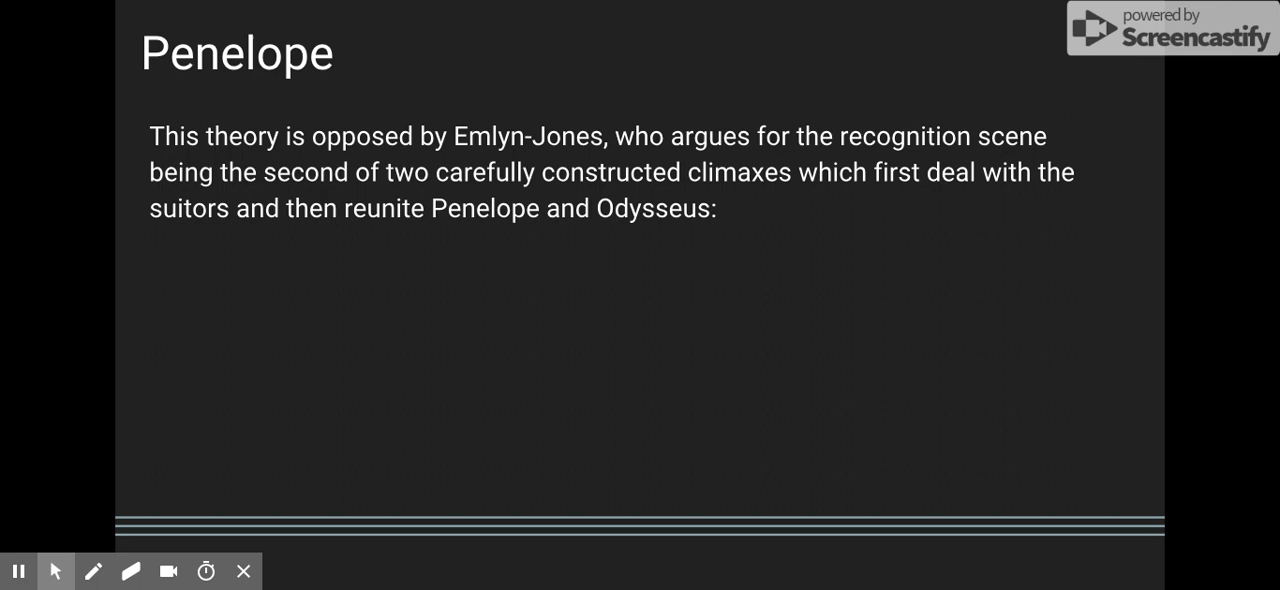 powered by
Screencastify
Penelope
This theory is opposed by Emlyn-Jones, who argues for the recognition scene
being the second of two carefully constructed climaxes which first deal with the
suitors and then reunite Penelope and Odysseus: